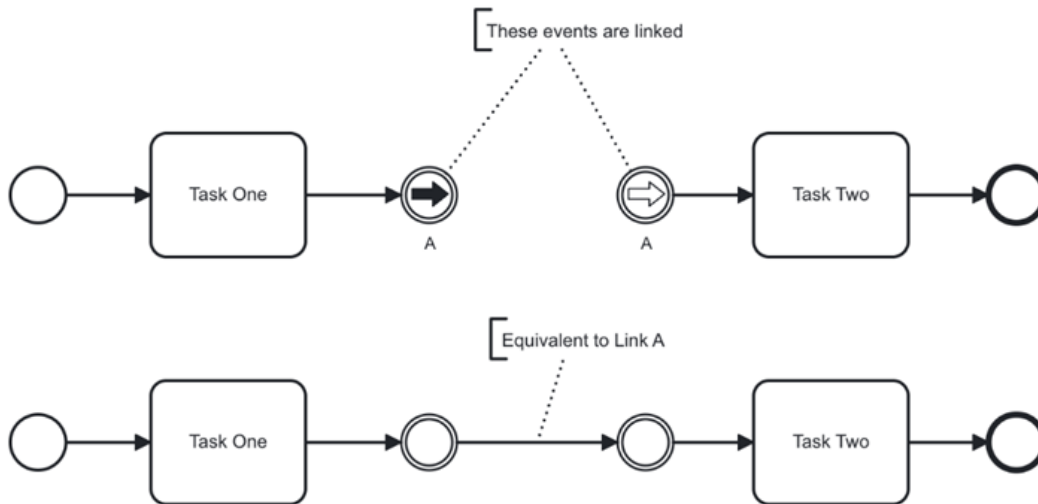 These events are linked
Task One
A
A
Task Two
Equivalent to Link A
Task One
Task Two